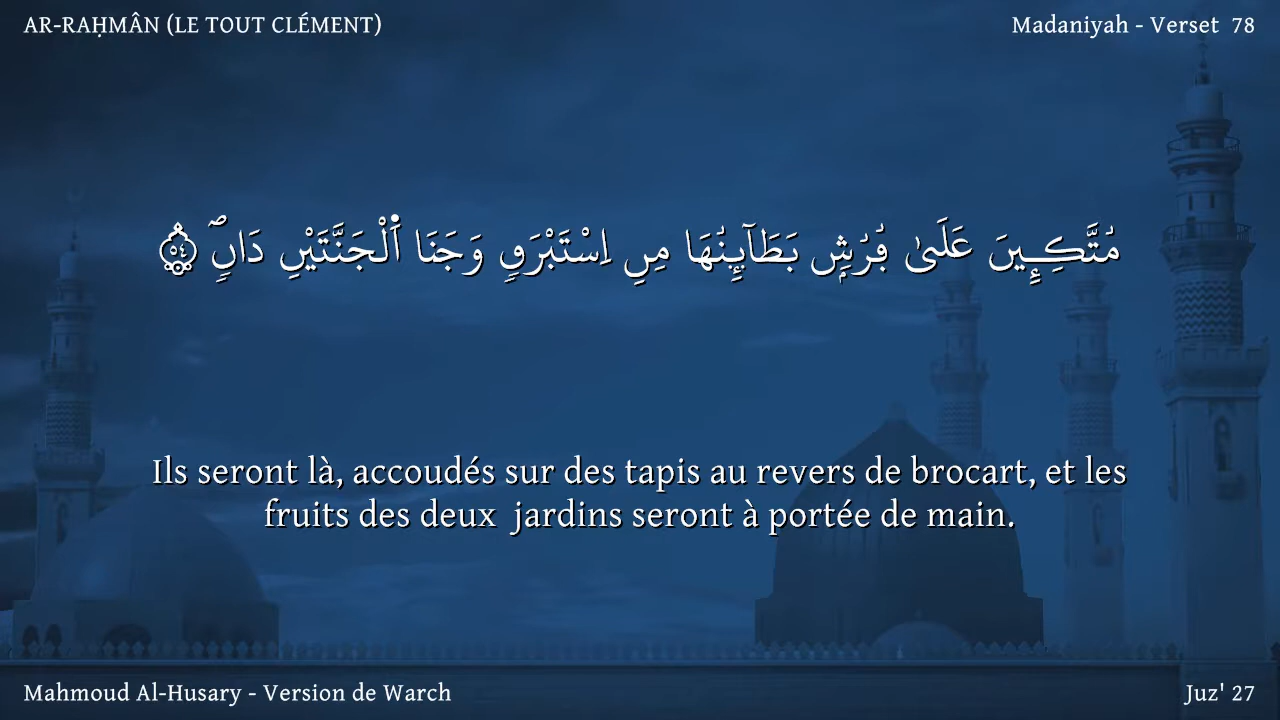 AR-RAḤMÂN (LE TOUT CLÉMENT)
Madaniyah - Verset 78
مُتَّكِـِٕينَ عَلَىٰ فُرُشِۭ بَطَآئِنُهَا مِنِ اِسْتَبْرَقٖ وَجَنَا اَ۬لْجَنَّتَيْنِ دَانٖۖ ٥٤
Ils seront là, accoudés sur des tapis au revers de brocart, et les
fruits des deux jardins seront à portée de main.
Mahmoud Al-Husary - Version de Warch
Juz' 27